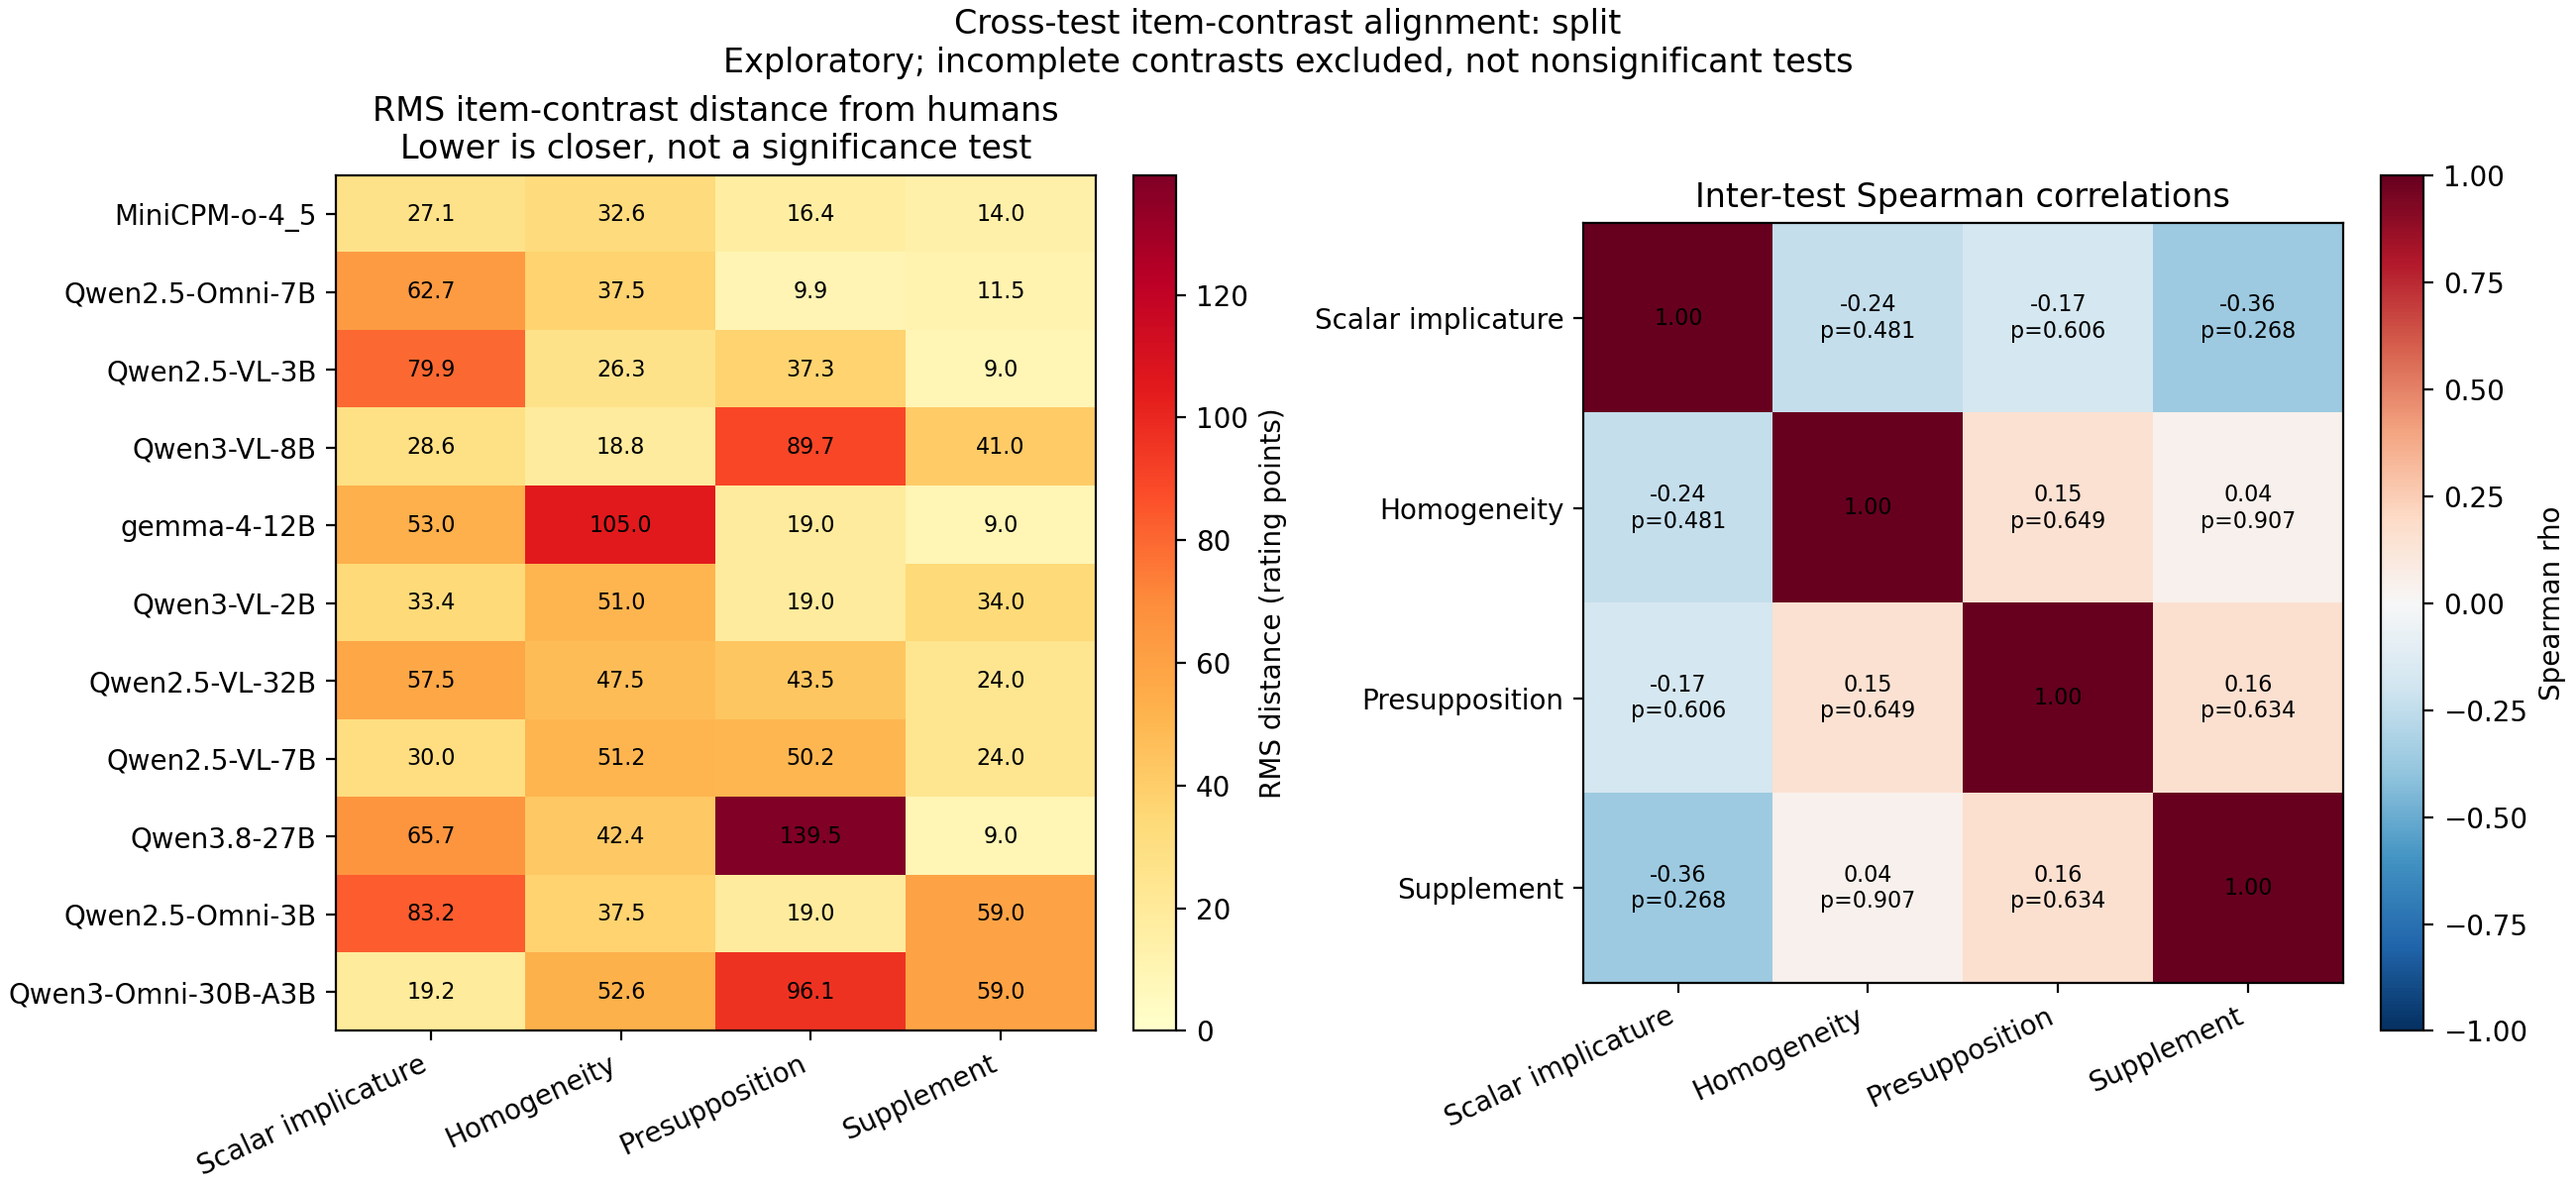 Cross-test item-contrast alignment: split
Exploratory; incomplete contrasts excluded, not nonsignificant tests
RMS item-contrast distance from humans
Lower is closer, not a significance test
MiniCPM-o-4_5 27.1 32.6 16.4 14.0
Qwen2.5-Omni-7B 62.7 37.5 9.9 11.5
Qwen2.5-VL-3B 79.9 26.3 37.3 9.0
Qwen3-VL-8B 28.6 18.8 89.7 41.0
gemma-4-12B 53.0 105.0 19.0 9.0
Qwen3-VL-2B 33.4 51.0 19.0 34.0
Qwen2.5-VL-32B 57.5 47.5 43.5 24.0
Qwen2.5-VL-7B 30.0 51.2 50.2 24.0
Qwen3.8-27B 65.7 42.4 139.5 9.0
Qwen2.5-Omni-3B 83.2 37.5 19.0 59.0
Qwen3-Omni-30B-A3B 19.2 52.6 96.1 59.0
Scalar implicature
Homogeneity
Presupposition
Supplement
120
100
80
60
40
20
0
RMS distance (rating points)
Inter-test Spearman correlations
Scalar implicature 1.00 -0.24 -0.17 -0.36
p=0.481 p=0.606 p=0.268
Homogeneity -0.24 1.00 0.15 0.04
p=0.481 p=0.649 p=0.907
Presupposition -0.17 0.15 1.00 0.16
p=0.606 p=0.649 p=0.634
Supplement -0.36 0.04 0.16 1.00
p=0.268 p=0.907 p=0.634
Scalar implicature
Homogeneity
Presupposition
Supplement
1.00
0.75
0.50
0.25
0.00
−0.25
−0.50
−0.75
−1.00
Spearman rho